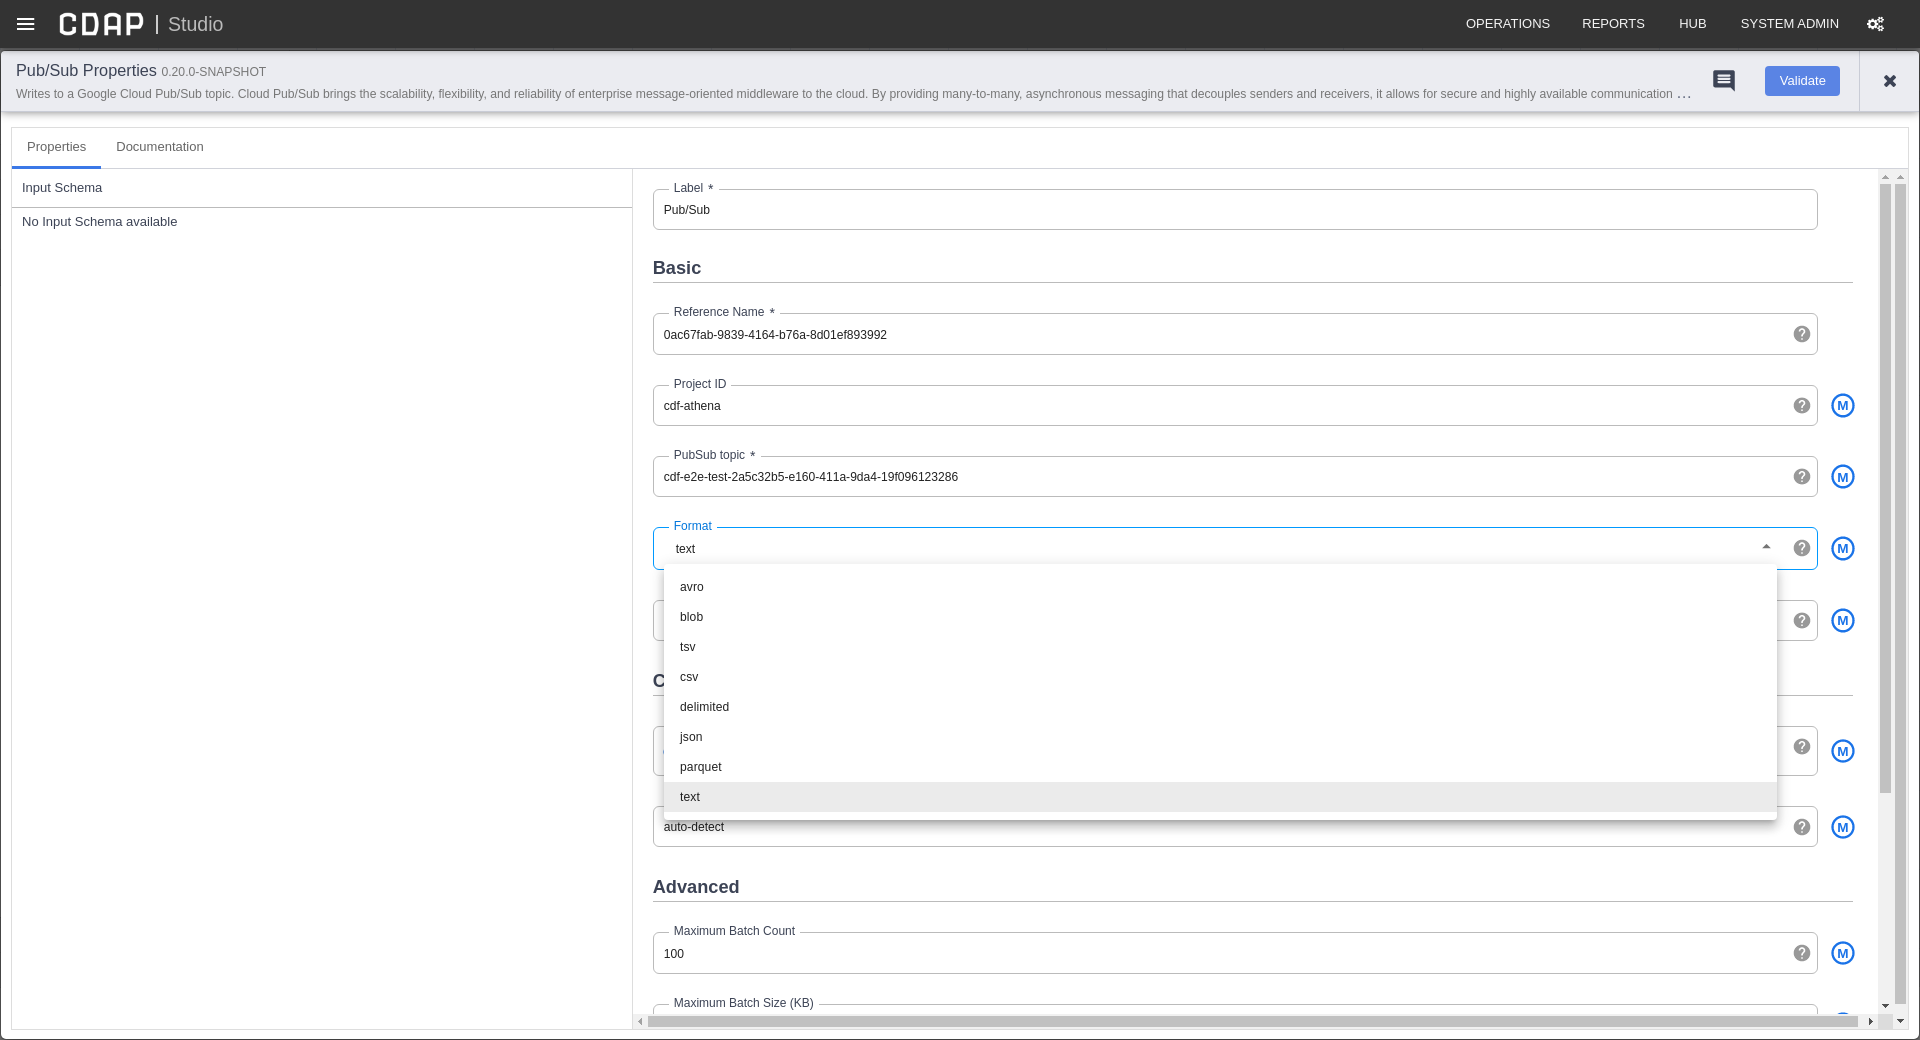 CDAP | Studio
OPERATIONS REPORTS HUB SYSTEM ADMIN
Pub/Sub Properties 0.20.0-SNAPSHOT
Writes to a Google Cloud Pub/Sub topic. Cloud Pub/Sub brings the scalability, flexibility, and reliability of enterprise message-oriented middleware to the cloud. By providing many-to-many, asynchronous messaging that decouples senders and receivers, it allows for secure and highly available communication ...
Validate
Properties Documentation
Input Schema
No Input Schema available
Label *
Pub/Sub
Basic
Reference Name *
0ac67fab-9839-4164-b76a-8d01ef893992
Project ID
cdf-athena
M
PubSub topic *
cdf-e2e-test-2a5c32b5-e160-411a-9da4-19f096123286
M
Format
text
M
avro
blob
M
tsv
csv
C
delimited
json
M
parquet
text
auto-detect
M
Advanced
Maximum Batch Count
100
M
Maximum Batch Size (KB)